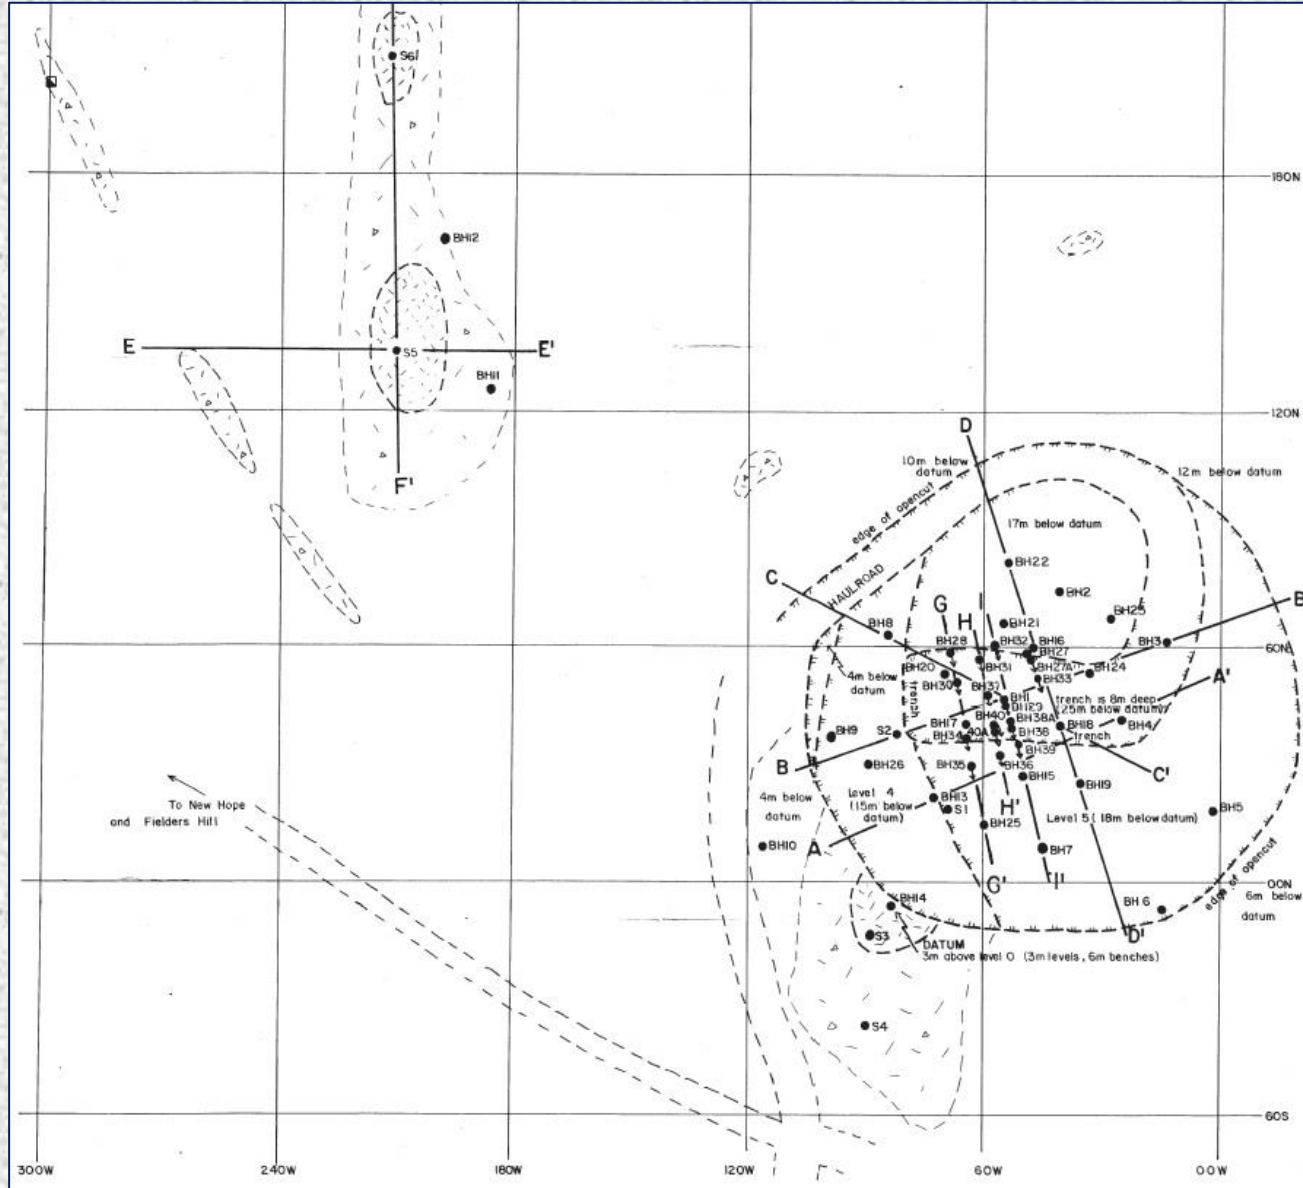 S6
180N
BH12
E
S5
E'
BH11
120N
D
10m below
datum
12m below datum
F'
edge of opencut
17m below datum
BH22
C
HAULROAD
BH2
G
B
H
BH21
BH25
BH8
BH32
BH16
BH3
60N
BH28
BH27
BH31
BH27A
BH24
BH20
4m below
datum
BH30
BH33
A'
trench
BH37
BH1
trench is 8m deep
(25m below datum)
BH29
BH17
BH40
BH38A
BH18
BH4
S2
BH9
BH34
40A
BH38
trench
BH39
B
BH26
BH35
BH36
C'
BH15
BH19
To New Hope
and Fielders Hill
4m below
datum
Level 4
(15m below
datum)
BH13
S1
H'
BH5
BH25
Level 5 (18m below datum)
A
BH10
BH7
G'
I'
00N
edge of opencut
6m below
datum
BH14
BH6
S3
DATUM
3m above level 0 (3m levels, 6m benches)
D'
S4
60S
300W
240W
180W
120W
60W
00W